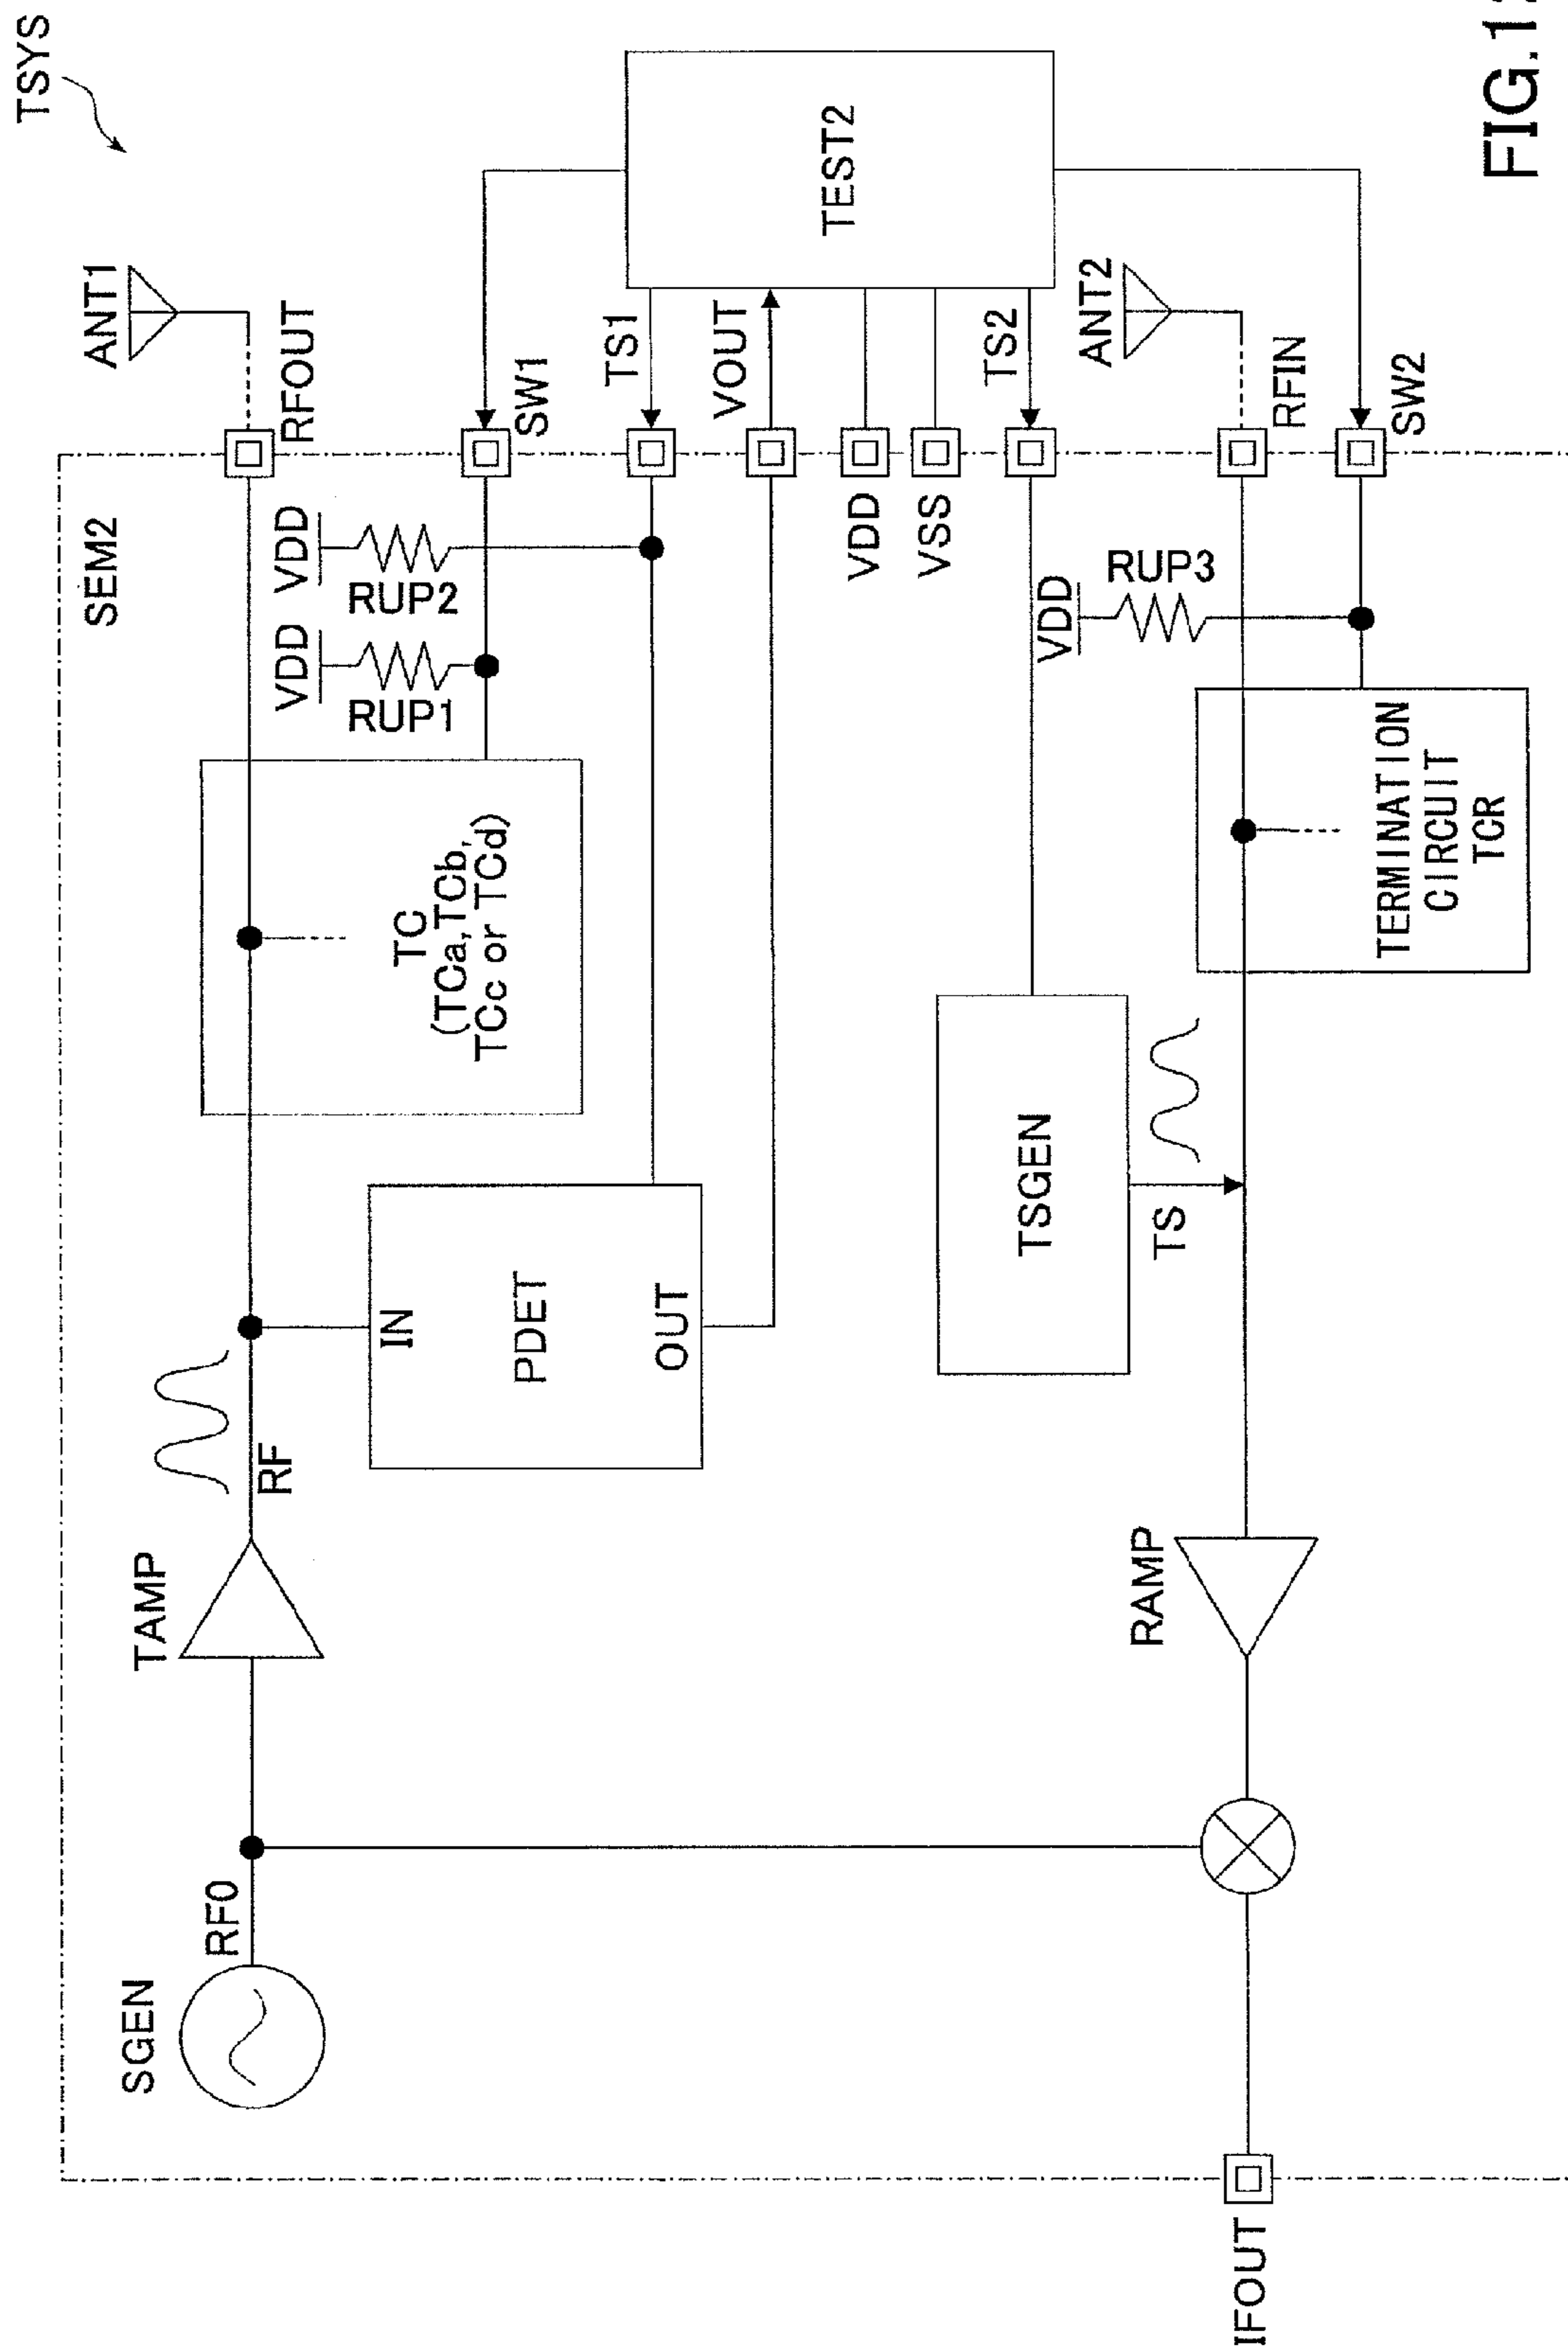 TSYS
SEM2
ANT1
RFOUT
SGEN
RF0
TAMP
RF
VDD
VDD
RUP1
RUP2
SW1
TC
(TCa,TCb,
TCc or TCd)
TS1
IN
PDET
OUT
VOUT
TEST2
VDD
VSS
TS2
TSGEN
TS
VDD
RUP3
ANT2
RFIN
RAMP
SW2
TERMINATION
CIRCUIT
TCR
IFOUT